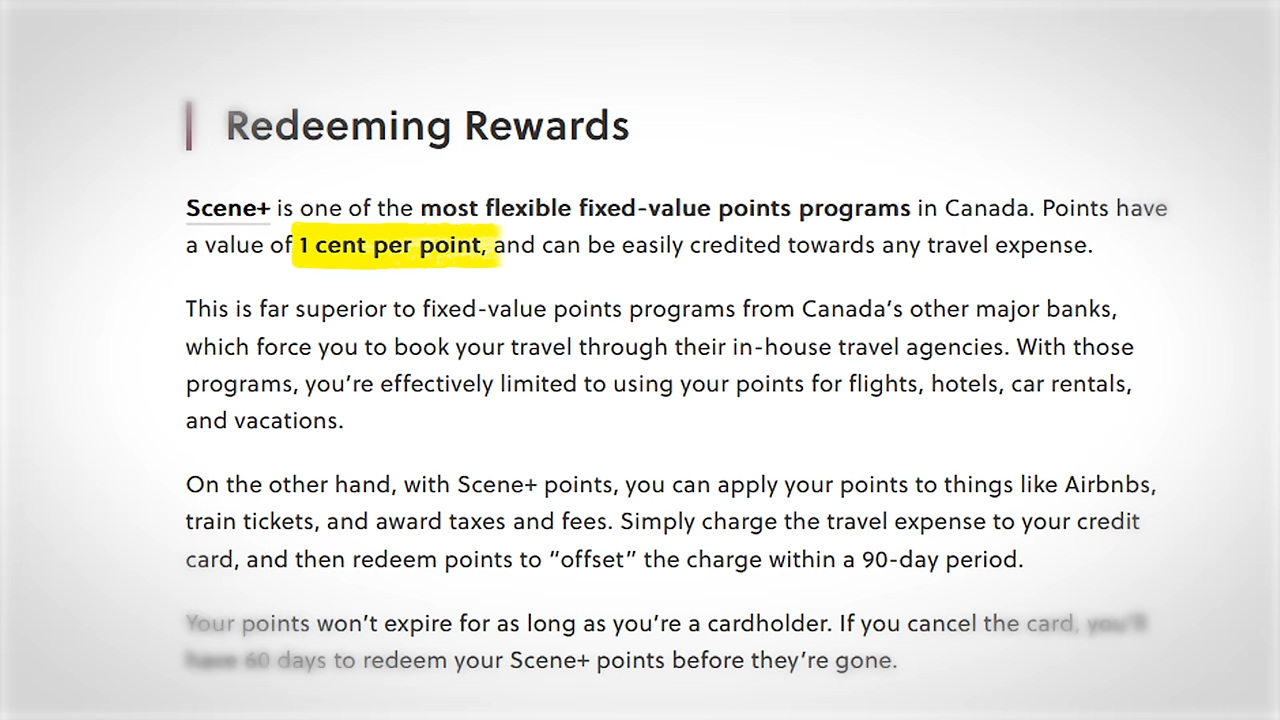 Redeeming Rewards
Scene+ is one of the most flexible fixed-value points programs in Canada. Points have
a value of 1 cent per point, and can be easily credited towards any travel expense.
This is far superior to fixed-value points programs from Canada’s other major banks,
which force you to book your travel through their in-house travel agencies. With those
programs, you’re effectively limited to using your points for flights, hotels, car rentals,
and vacations.
On the other hand, with Scene+ points, you can apply your points to things like Airbnbs,
train tickets, and award taxes and fees. Simply charge the travel expense to your credit
card, and then redeem points to “offset” the charge within a 90-day period.
Your points won’t expire for as long as you’re a cardholder. If you cancel the card, you’ll
have 60 days to redeem your Scene+ points before they’re gone.